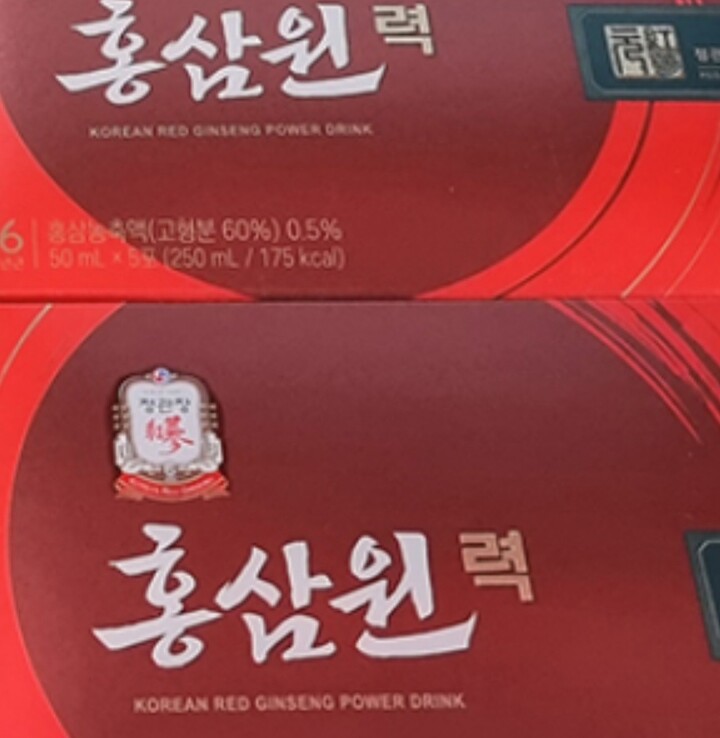 홍삼원 력
KOREAN RED GINSENG POWER DRINK
6
홍삼농축액(고형분 60%) 0.5%
50 mL × 5포 (250 mL / 175 kcal)
정관장
홍삼원 력
KOREAN RED GINSENG POWER DRINK